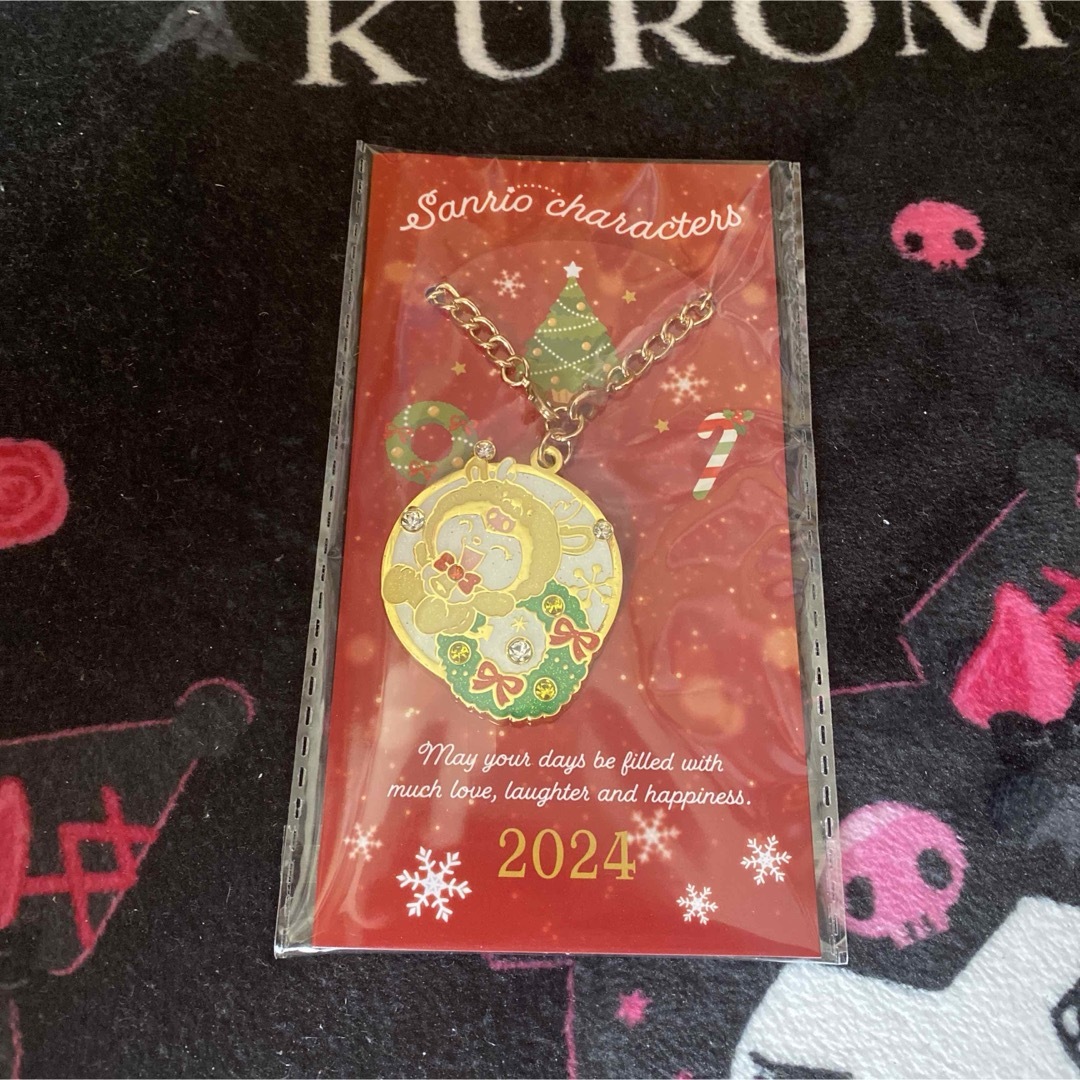 KUROM
Sanrio characters
May your days be filled with
much love, laughter and happiness.
2024